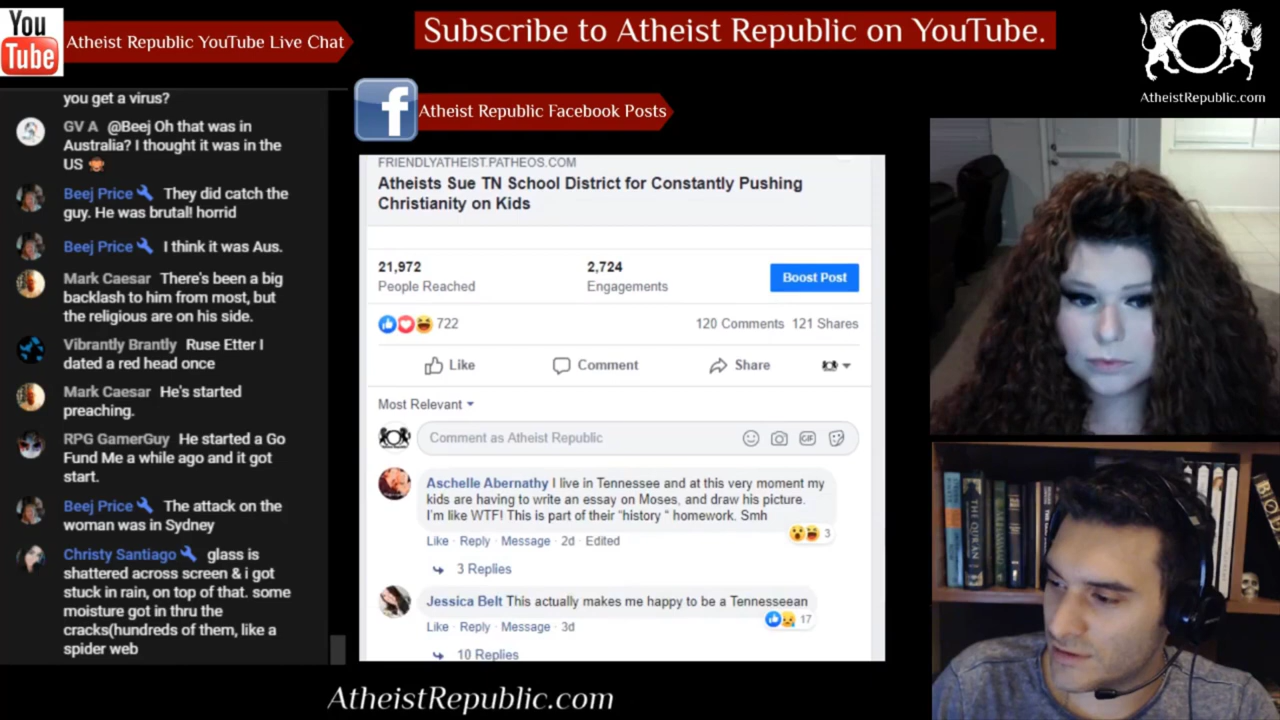 You
Tube
Atheist Republic YouTube Live Chat
Subscribe to Atheist Republic on YouTube.
AtheistRepublic.com
Atheist Republic Facebook Posts
you get a virus?
GV A @Beej Oh that was in
Australia? I thought it was in the
US
Beej Price They did catch the
guy. He was brutal! horrid
Beej Price I think it was Aus.
Mark Caesar There's been a big
backlash to him from most, but
the religious are on his side.
Vibrantly Brantly Ruse Etter I
dated a red head once
Mark Caesar He's started
preaching.
RPG GamerGuy He started a Go
Fund Me a while ago and it got
start.
Beej Price The attack on the
woman was in Sydney
Christy Santiago glass is
shattered across screen & i got
stuck in rain, on top of that. some
moisture got in thru the
cracks(hundreds of them, like a
spider web
FRIENDLYATHEIST.PATHEOS.COM
Atheists Sue TN School District for Constantly Pushing
Christianity on Kids
21,972
People Reached
2,724
Engagements
Boost Post
722
120 Comments 121 Shares
Like
Comment
Share
Most Relevant
Comment as Atheist Republic
GIF
Aschelle Abernathy I live in Tennessee and at this very moment my
kids are having to write an essay on Moses, and draw his picture.
I'm like WTF! This is part of their "history " homework. Smh
3
Like · Reply · Message · 2d · Edited
3 Replies
Jessica Belt This actually makes me happy to be a Tennesseean
17
Like · Reply · Message · 3d
10 Replies
THE QUR'AN
AtheistRepublic.com